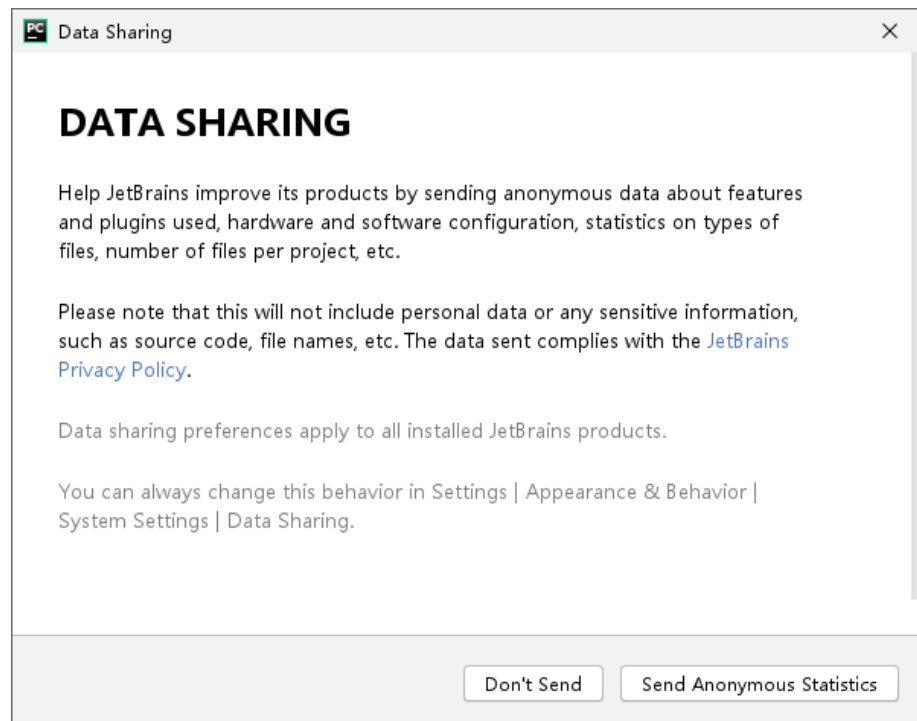 PC Data Sharing
DATA SHARING
Help JetBrains improve its products by sending anonymous data about features
and plugins used, hardware and software configuration, statistics on types of
files, number of files per project, etc.
Please note that this will not include personal data or any sensitive information,
such as source code, file names, etc. The data sent complies with the JetBrains
Privacy Policy.
Data sharing preferences apply to all installed JetBrains products.
You can always change this behavior in Settings | Appearance & Behavior |
System Settings | Data Sharing.
Don't Send Send Anonymous Statistics